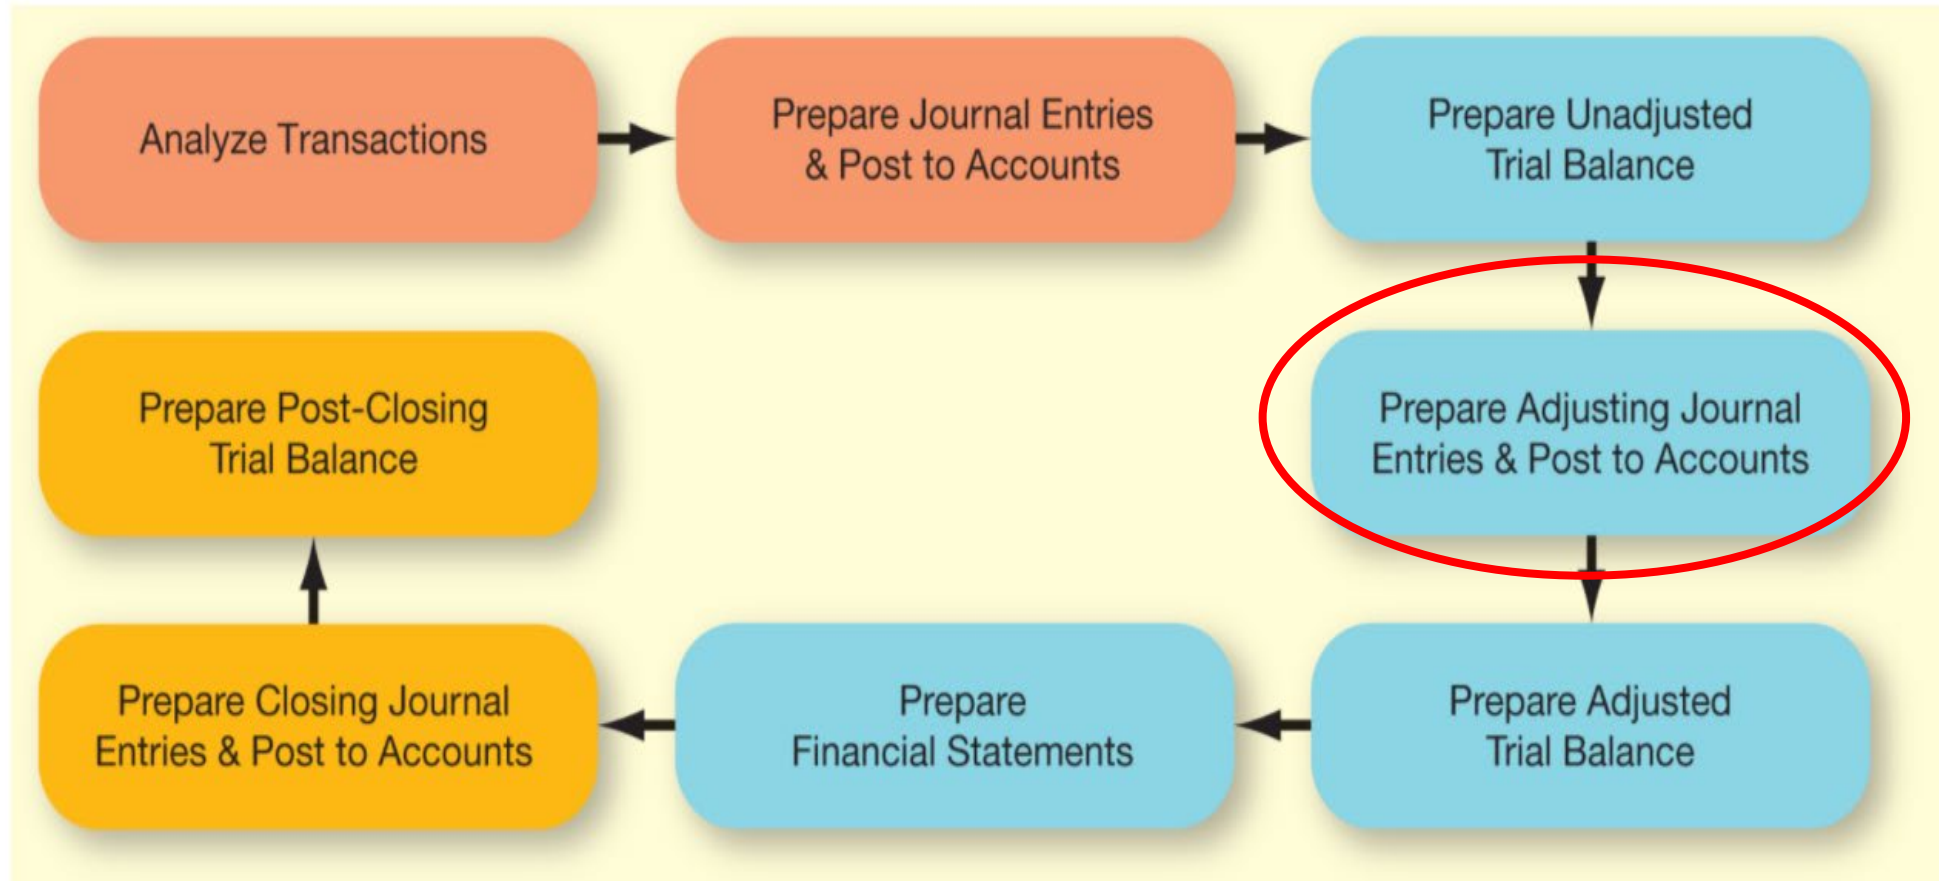 Analyze Transactions
Prepare Journal Entries
& Post to Accounts
Prepare Unadjusted
Trial Balance
Prepare Adjusting Journal
Entries & Post to Accounts
Prepare Adjusted
Trial Balance
Prepare
Financial Statements
Prepare Closing Journal
Entries & Post to Accounts
Prepare Post-Closing
Trial Balance